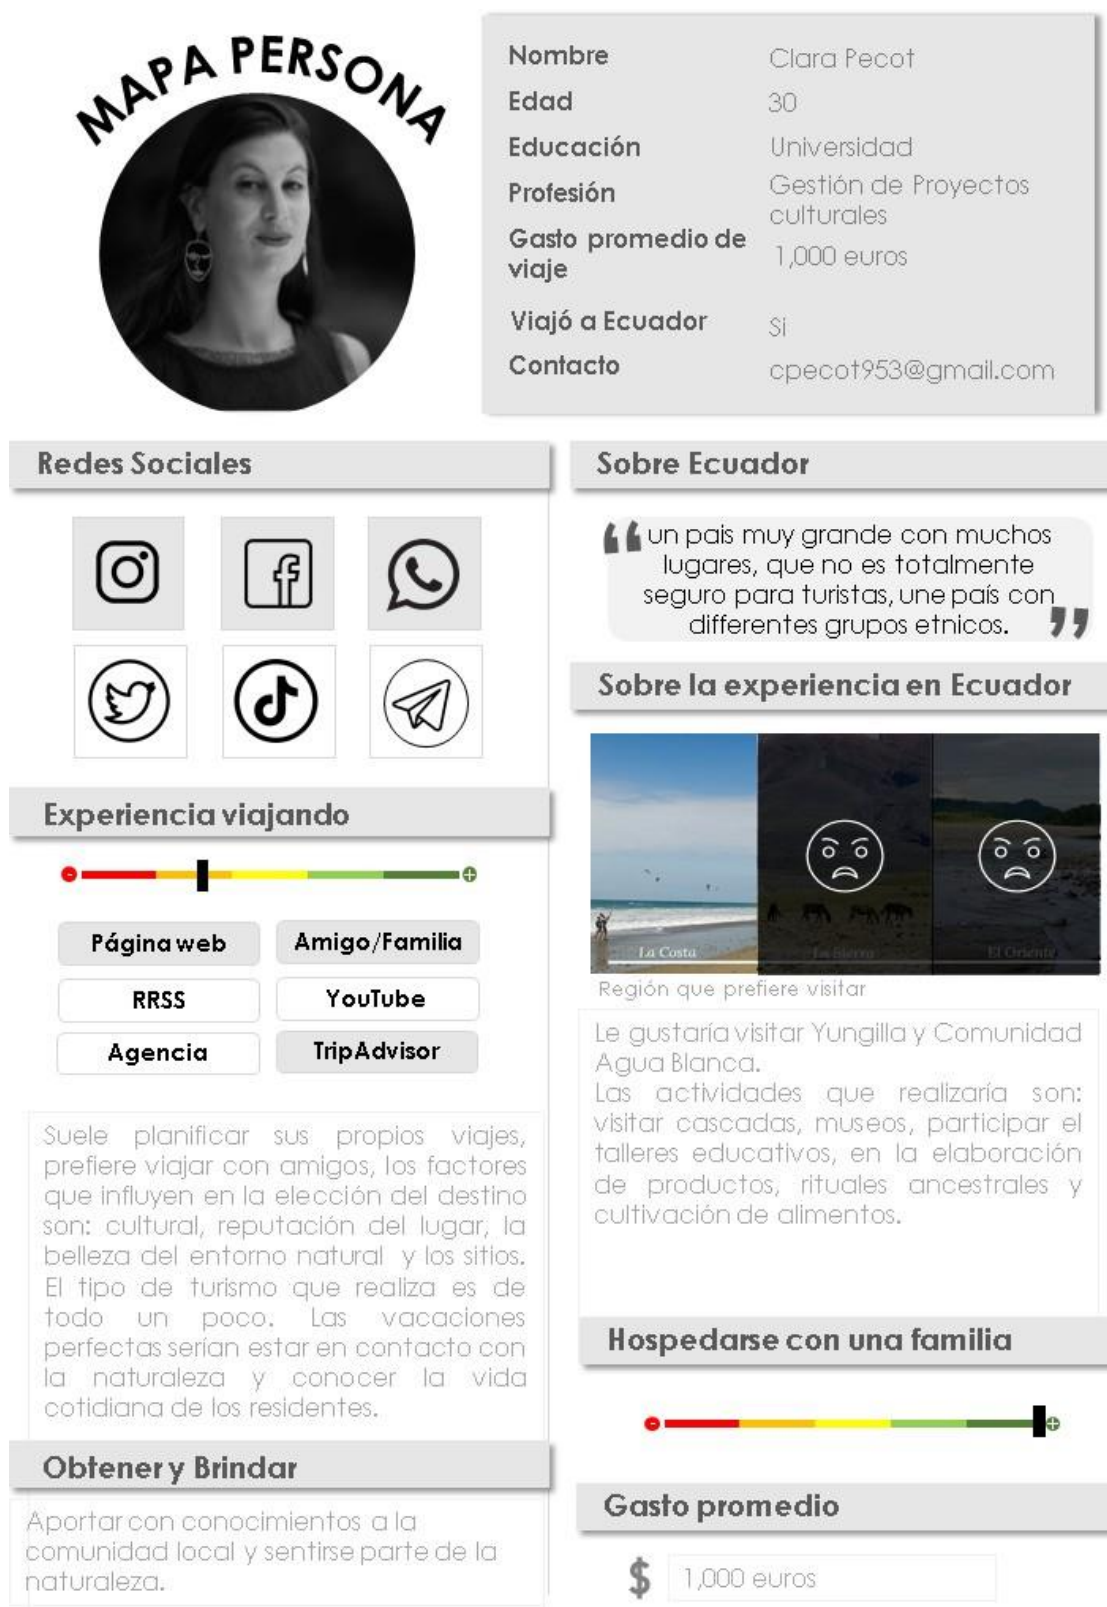 MAPA PERSONA
Nombre Clara Pecot
Edad 30
Educación Universidad
Profesión Gestión de Proyectos
culturales
Gasto promedio de
viaje 1,000 euros
Viajó a Ecuador Si
Contacto cpecot953@gmail.com
Redes Sociales
Experiencia viajando
Página web Amigo/Familia
RRSS YouTube
Agencia TripAdvisor
Suele planificar sus propios viajes,
prefiere viajar con amigos, los factores
que influyen en la elección del destino
son: cultural, reputación del lugar, la
belleza del entorno natural y los sitios.
El tipo de turismo que realiza es de
todo un poco. Las vacaciones
perfectas serían estar en contacto con
la naturaleza y conocer la vida
cotidiana de los residentes.
Obtener y Brindar
Aportar con conocimientos a la
comunidad local y sentirse parte de la
naturaleza.
Sobre Ecuador
“ un pais muy grande con muchos
lugares, que no es totalmente
seguro para turistas, une país con
differentes grupos etnicos. ”
Sobre la experiencia en Ecuador
La Costa La Sierra El Oriente
Región que prefiere visitar
Le gustaría visitar Yungilla y Comunidad
Agua Blanca.
Las actividades que realizaría son:
visitar cascadas, museos, participar el
talleres educativos, en la elaboración
de productos, rituales ancestrales y
cultivación de alimentos.
Hospedarse con una familia
Gasto promedio
$ 1,000 euros